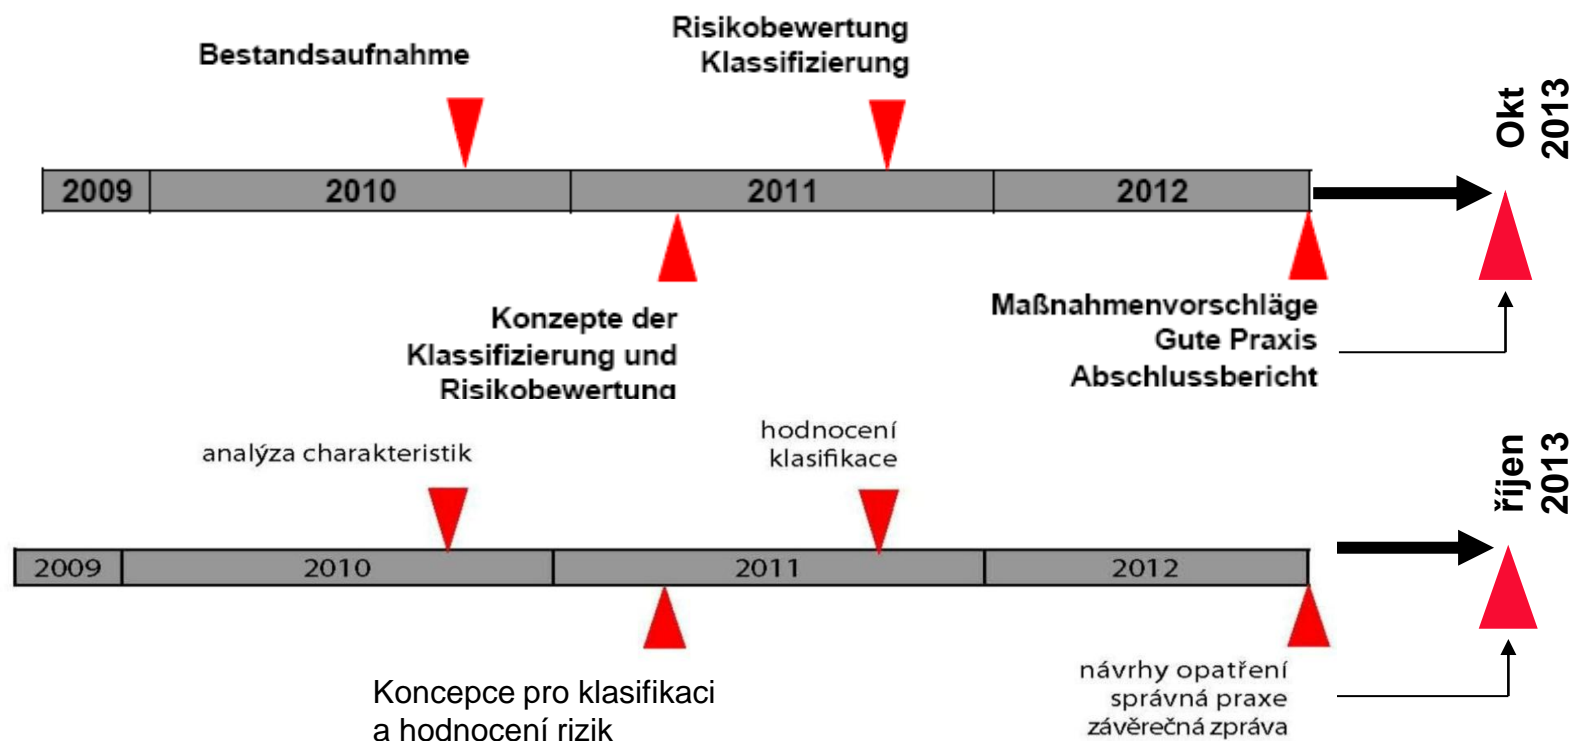 Bestandsaufnahme
Risikobewertung
Klassifizierung
Okt
2013
2009 2010 2011 2012
Konzepte der
Klassifizierung und
Risikobewertung
Maßnahmenvorschläge
Gute Praxis
Abschlussbericht
analýza charakteristik
hodnocení
klasifikace
říjen
2013
2009 2010 2011 2012
Koncepce pro klasifikaci
a hodnocení rizik
návrhy opatření
správná praxe
závěrečná zpráva